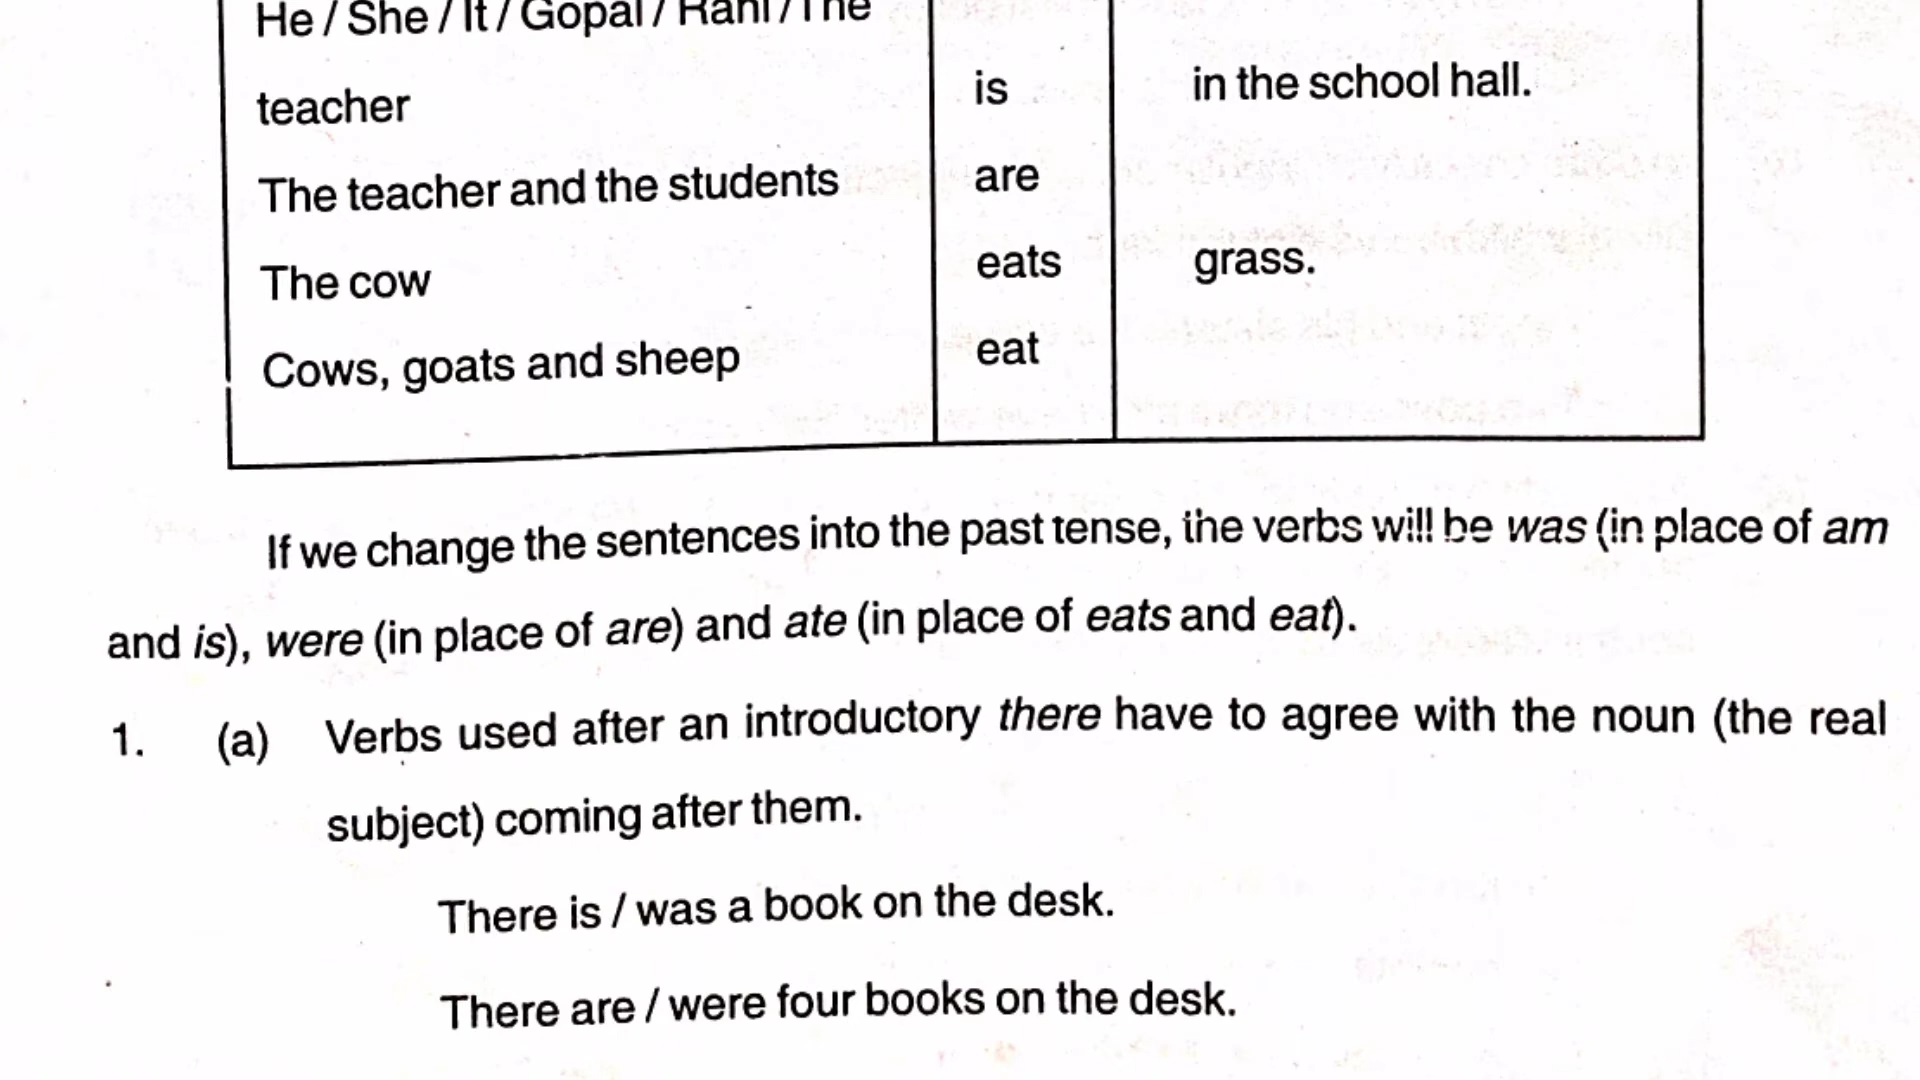 He / She / It / Gopal / Rani / The
teacher is in the school hall.
The teacher and the students are
The cow eats grass.
Cows, goats and sheep eat
If we change the sentences into the past tense, the verbs will be was (in place of am
and is), were (in place of are) and ate (in place of eats and eat).
1. (a) Verbs used after an introductory there have to agree with the noun (the real
subject) coming after them.
There is / was a book on the desk.
There are / were four books on the desk.